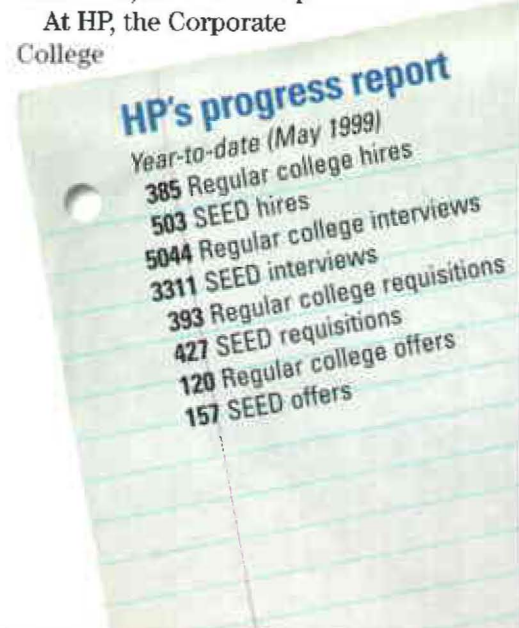 At HP, the Corporate
College
HP's progress report
Year-to-date (May 1999)
385 Regular college hires
503 SEED hires
5044 Regular college interviews
3311 SEED interviews
393 Regular college requisitions
427 SEED requisitions
120 Regular college offers
157 SEED offers